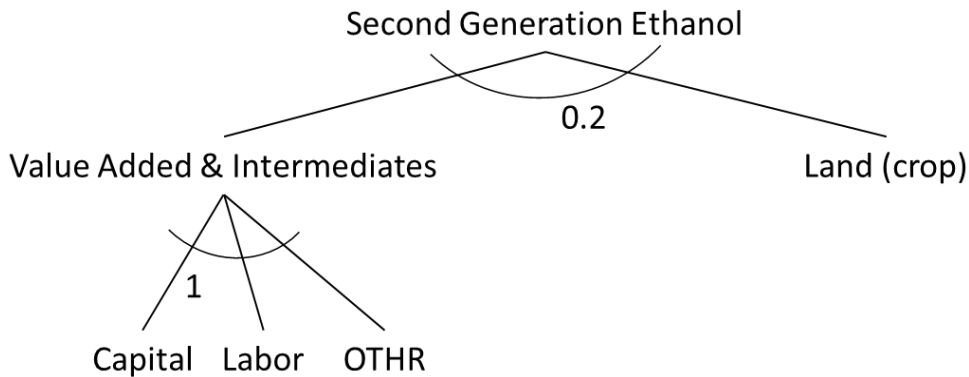 Second Generation Ethanol
0.2
Value Added & Intermediates
Land (crop)
1
Capital
Labor
OTHR